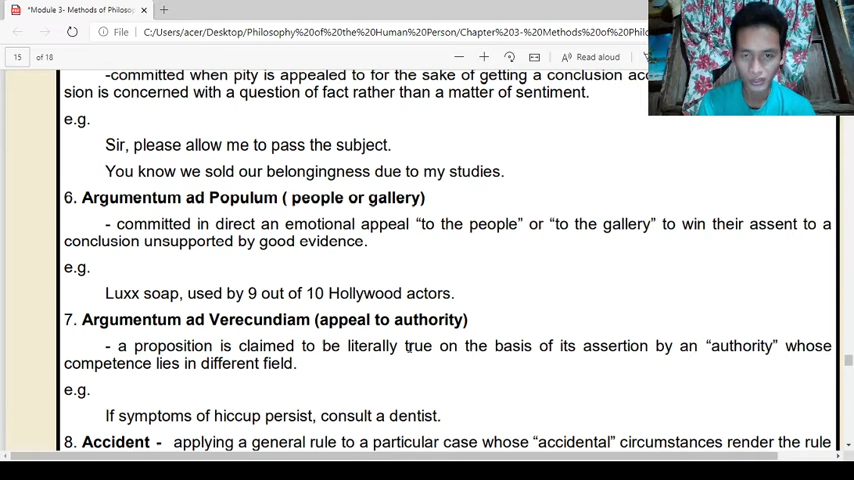 *Module 3- Methods of Philosop
File
C:/Users/acer/Desktop/Philosophy%20of%20the%20Human%20Person/Chapter%203-%20Methods%20of%20Phil
15 of 18
Read aloud
-committed when pity is appealed to for the sake of getting a conclusion acc
sion is concerned with a question of fact rather than a matter of sentiment.
e.g.
Sir, please allow me to pass the subject.
You know we sold our belongingness due to my studies.
6. Argumentum ad Populum ( people or gallery)
- committed in direct an emotional appeal “to the people” or “to the gallery” to win their assent to a
conclusion unsupported by good evidence.
e.g.
Luxx soap, used by 9 out of 10 Hollywood actors.
7. Argumentum ad Verecundiam (appeal to authority)
- a proposition is claimed to be literally true on the basis of its assertion by an “authority” whose
competence lies in different field.
e.g.
If symptoms of hiccup persist, consult a dentist.
8. Accident - applying a general rule to a particular case whose “accidental” circumstances render the rule